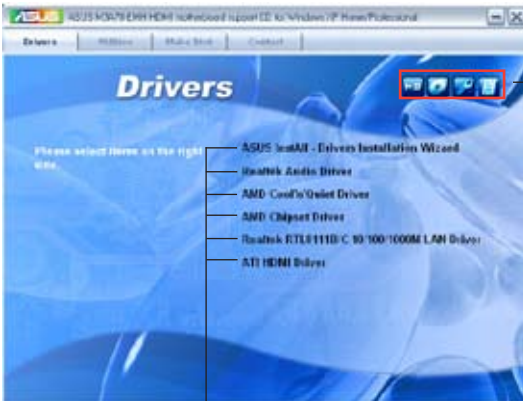 ASUS M3A78-EMH HDMI motherboard support CD for Windows XP Home/Professional
Drivers Utilities Make Disk Contact
Drivers
Please select items on the right side.
ASUS InstAll - Drivers Installation Wizard
Realtek Audio Driver
AMD Cool'n'Quiet Driver
AMD Chipset Driver
Realtek RTL8111B/C 10/100/1000M LAN Driver
ATI HDMI Driver